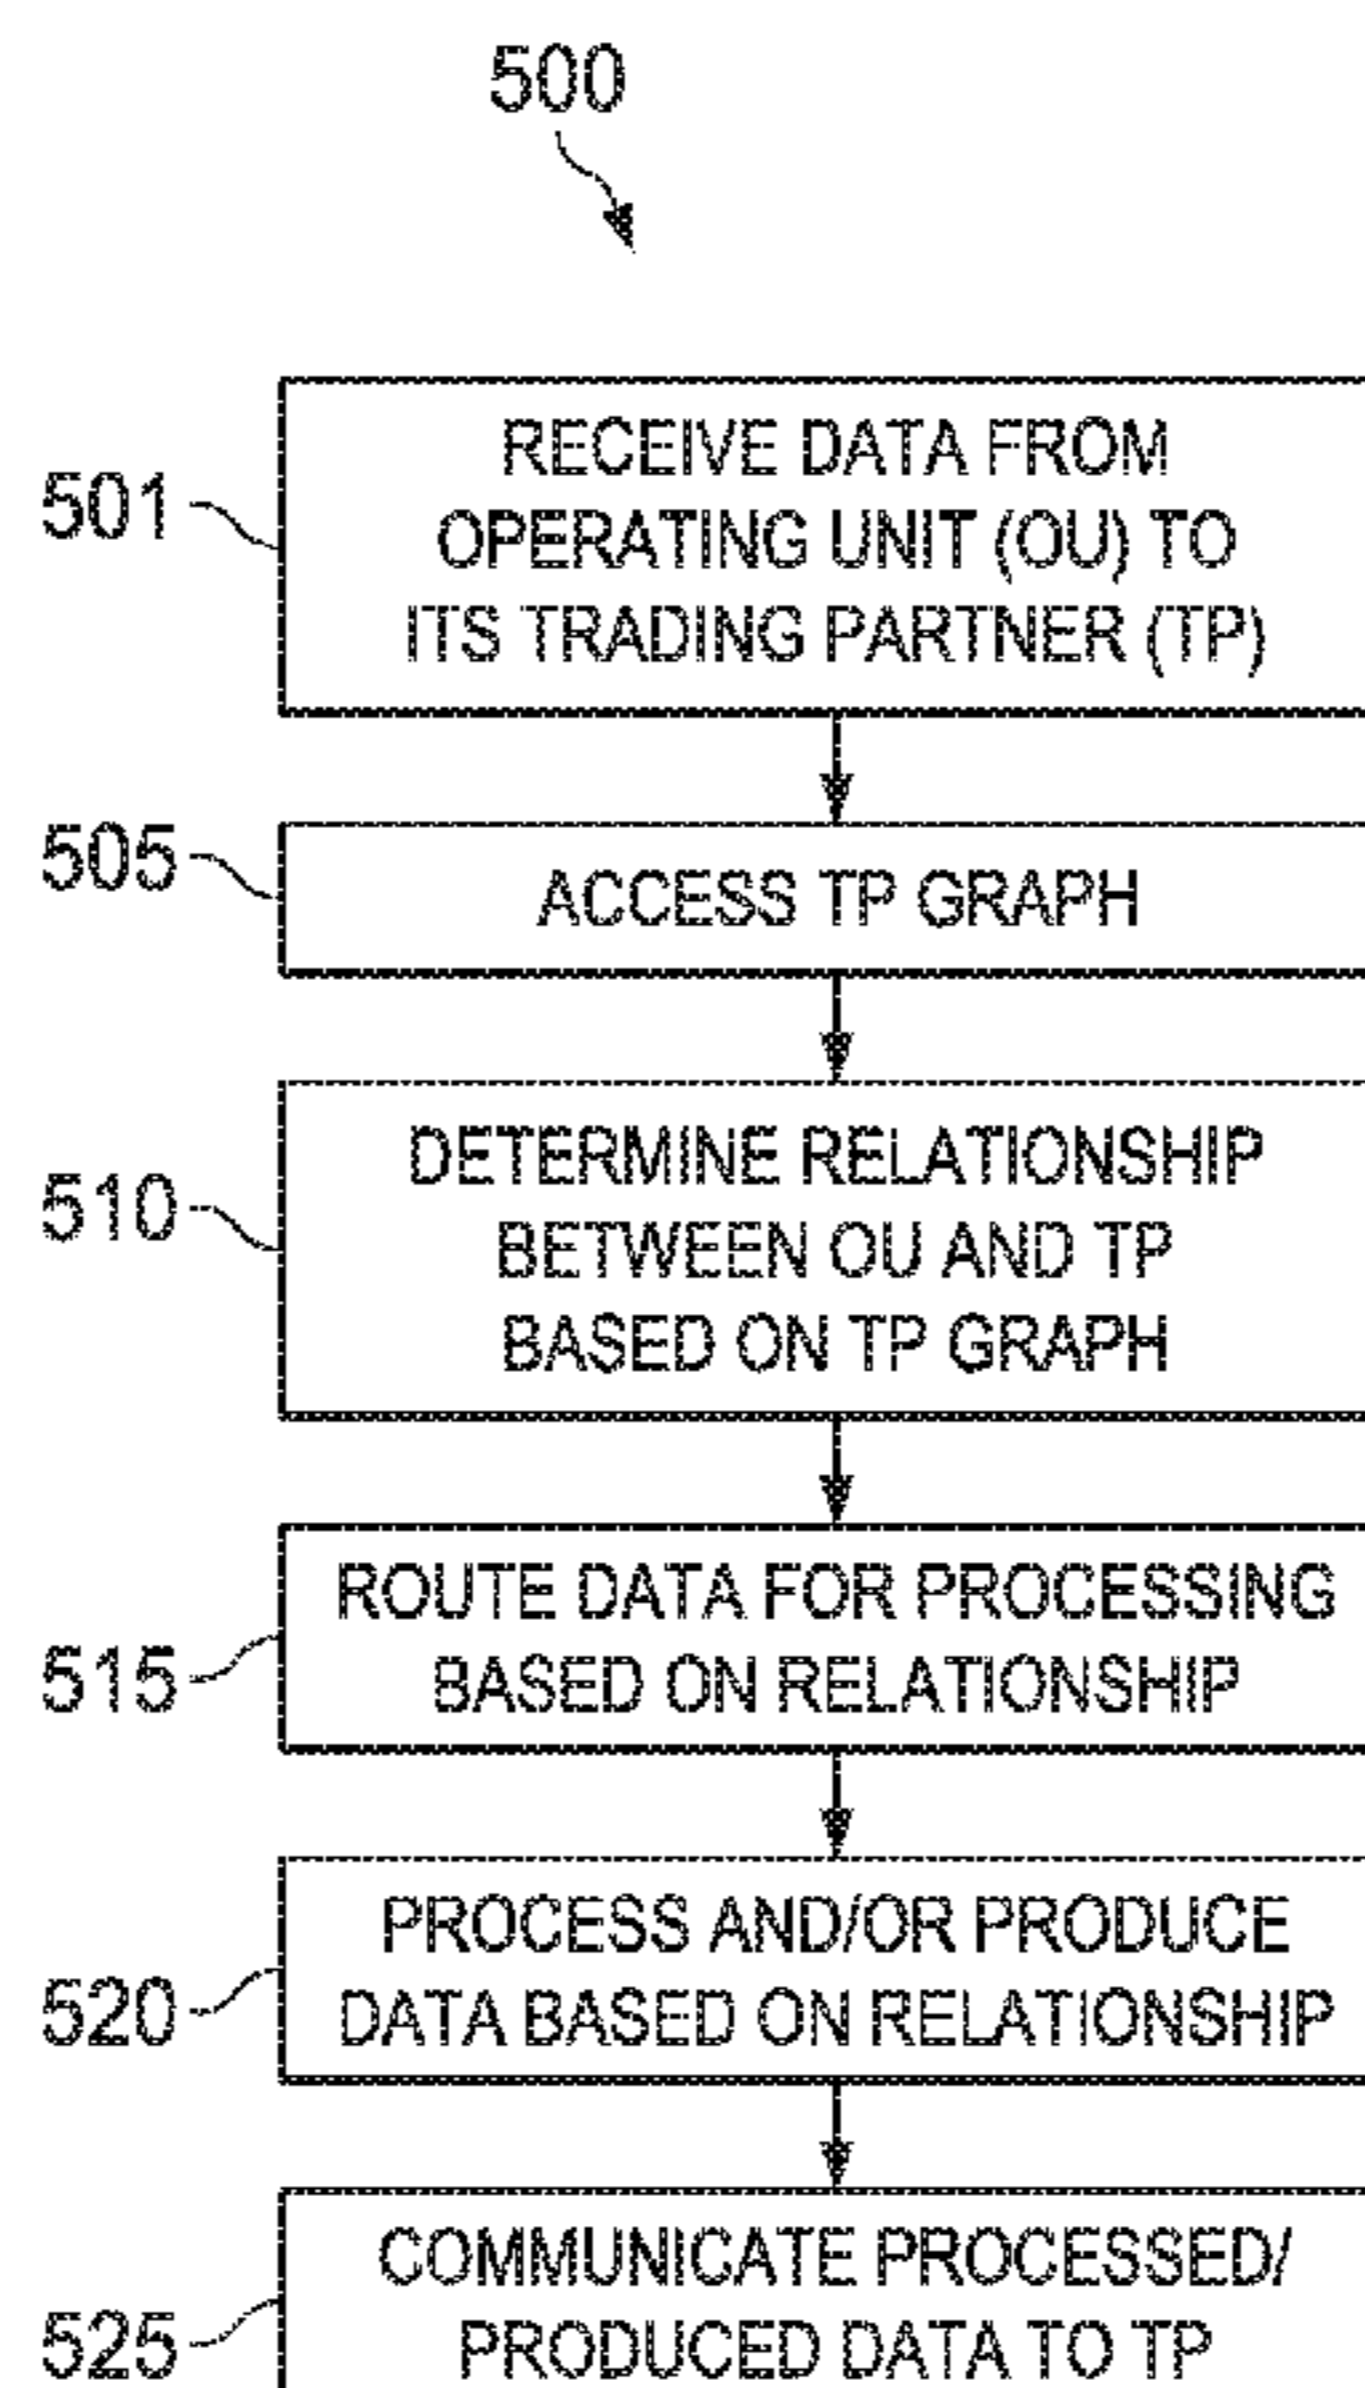 500
501
RECEIVE DATA FROM
OPERATING UNIT (OU) TO
ITS TRADING PARTNER (TP)
505
ACCESS TP GRAPH
510
DETERMINE RELATIONSHIP
BETWEEN OU AND TP
BASED ON TP GRAPH
515
ROUTE DATA FOR PROCESSING
BASED ON RELATIONSHIP
520
PROCESS AND/OR PRODUCE
DATA BASED ON RELATIONSHIP
525
COMMUNICATE PROCESSED/
PRODUCED DATA TO TP